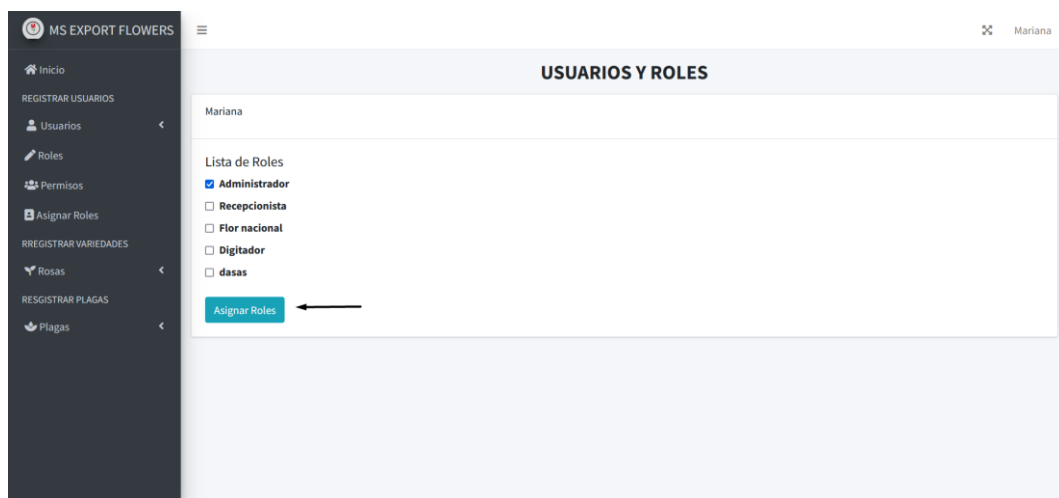 MS EXPORT FLOWERS
Mariana
Inicio
REGISTRAR USUARIOS
Usuarios
Roles
Permisos
Asignar Roles
RREGISTRAR VARIEDADES
Rosas
RESGISTRAR PLAGAS
Plagas
USUARIOS Y ROLES
Mariana
Lista de Roles
Administrador
Recepcionista
Flor nacional
Digitador
dasas
Asignar Roles